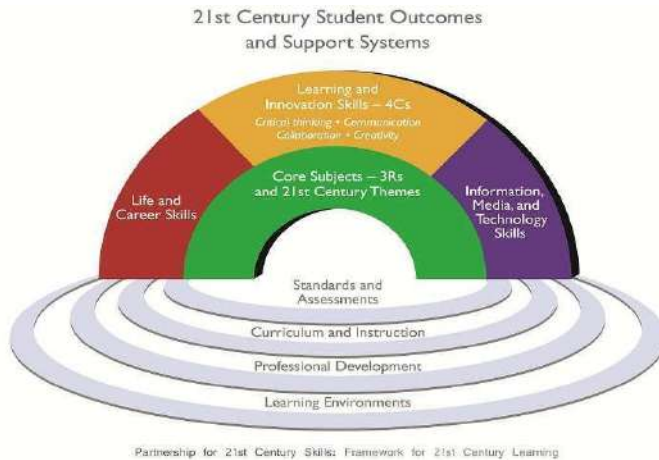 21st Century Student Outcomes
and Support Systems
Learning and
Innovation Skills – 4Cs
Critical thinking • Communication
Collaboration • Creativity
Core Subjects – 3Rs
and 21st Century Themes
Life and
Career Skills
Information,
Media, and
Technology
Skills
Standards and
Assessments
Curriculum and Instruction
Professional Development
Learning Environments
Partnership for 21st Century Skills: Framework for 21st Century Learning